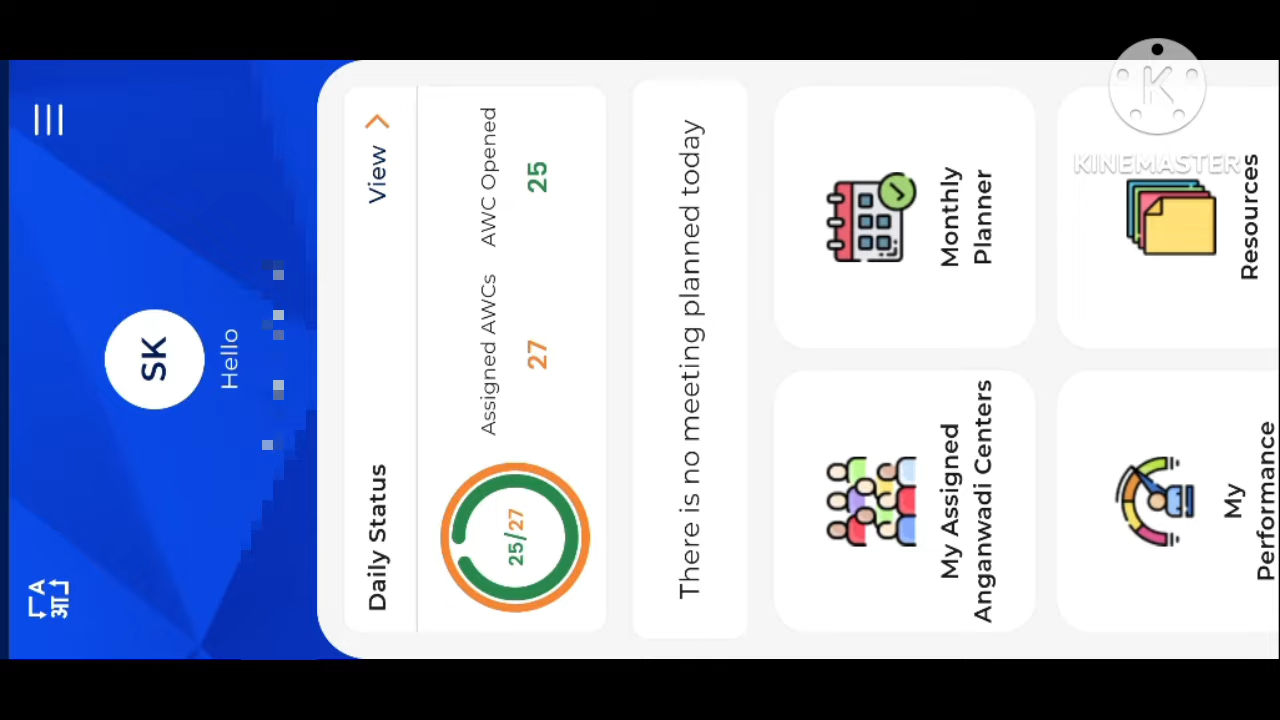 A
आ
SK
Hello
Daily Status
View
25/27
Assigned AWCs
27
AWC Opened
25
There is no meeting planned today
My Assigned
Anganwadi Centers
Monthly
Planner
My
Performance
Resources
K
KINEMASTER